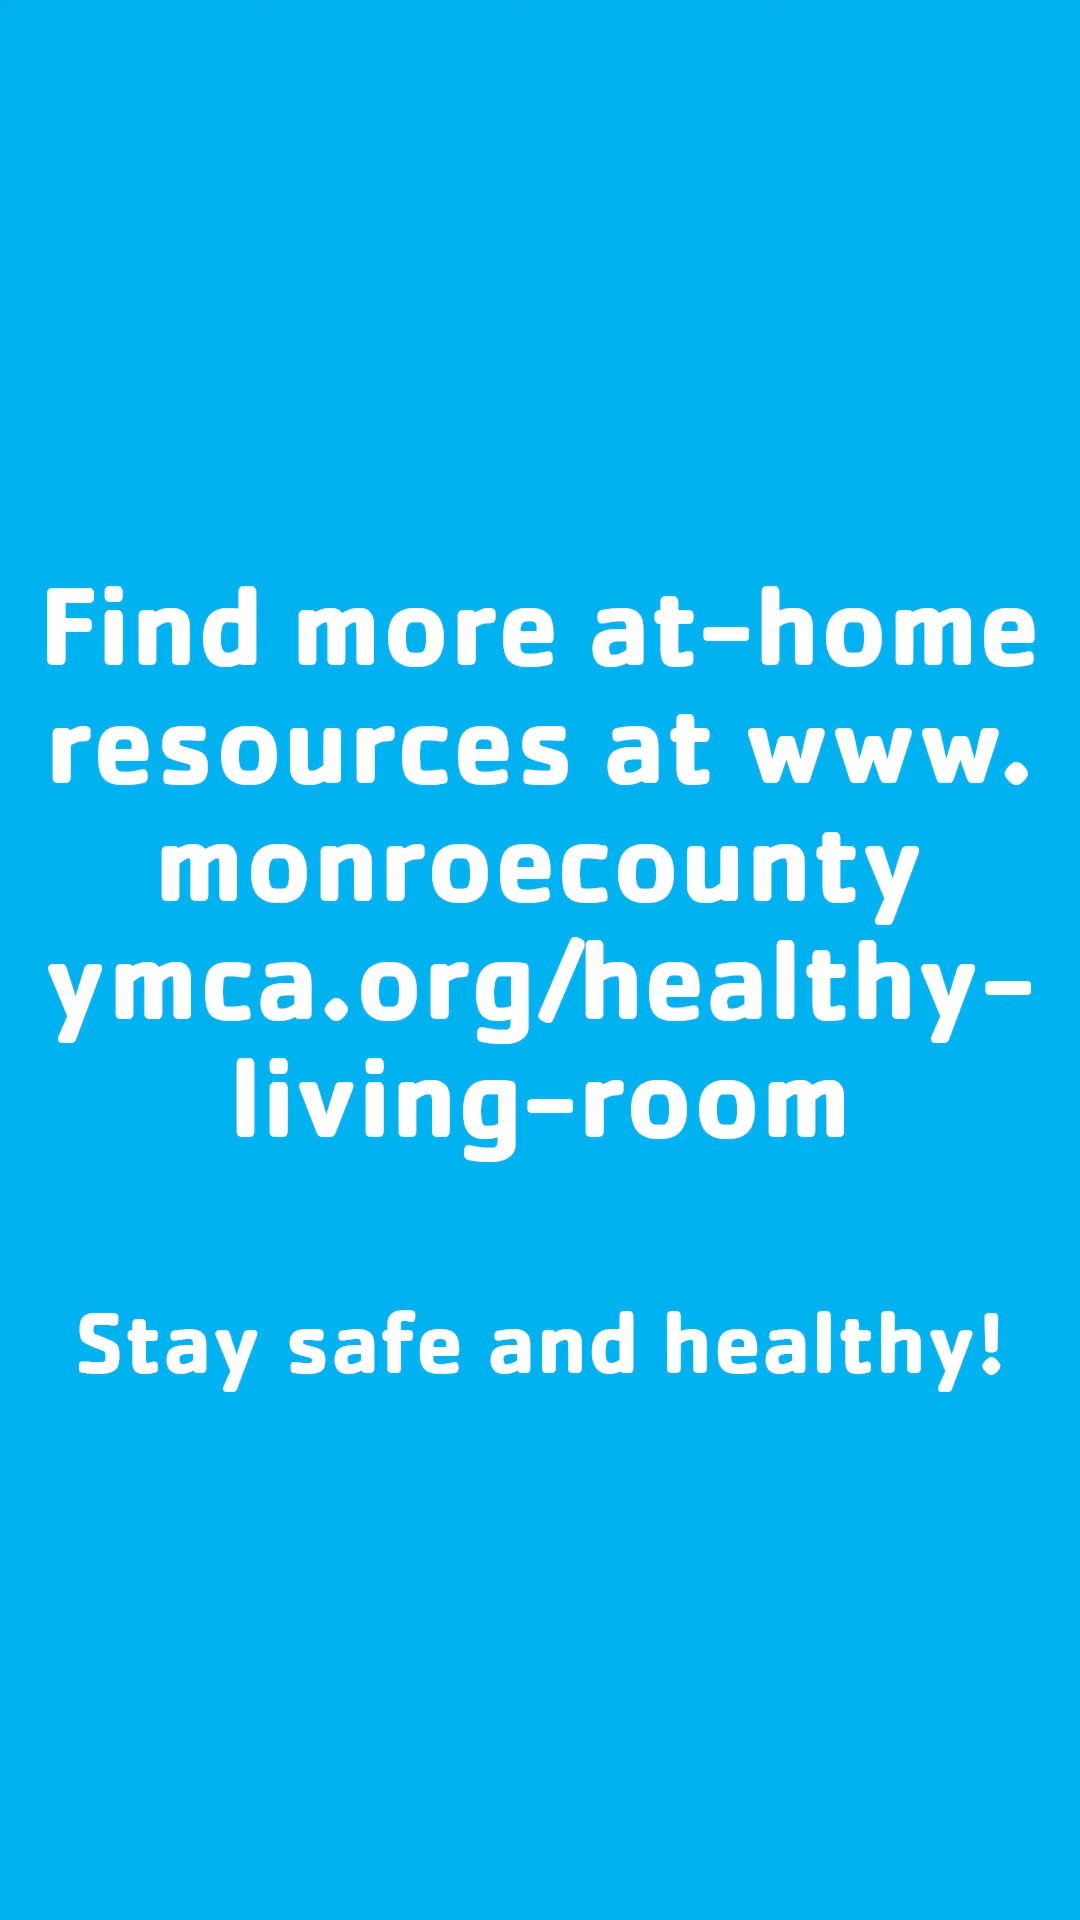 Find more at-home
resources at www.
monroecounty
ymca.org/healthy-
living-room
Stay safe and healthy!